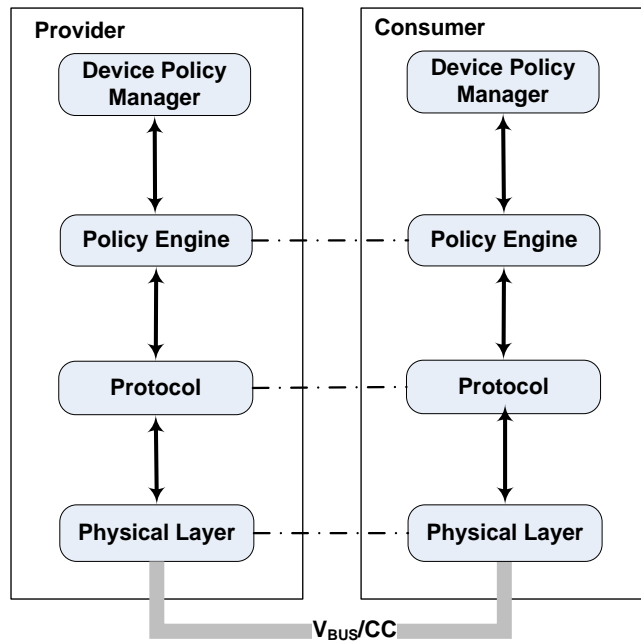 Provider
Device Policy
Manager
Policy Engine
Protocol
Physical Layer
Consumer
Device Policy
Manager
Policy Engine
Protocol
Physical Layer
VBUS/CC